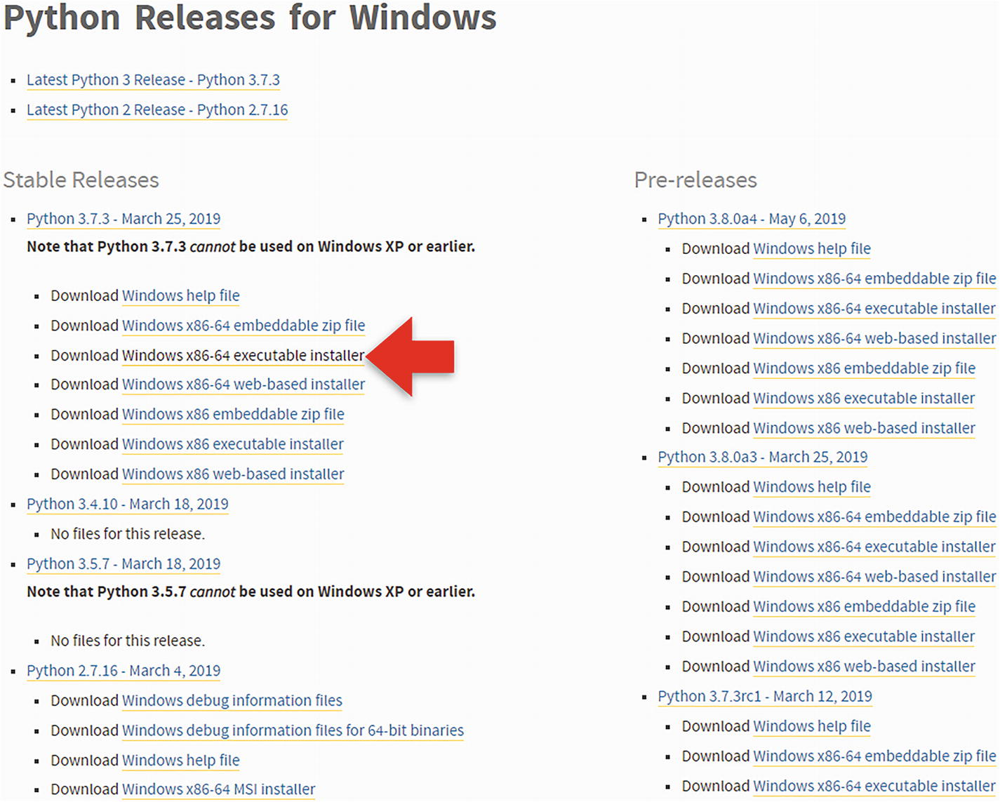 Python Releases for Windows
Latest Python 3 Release - Python 3.7.3
Latest Python 2 Release - Python 2.7.16
Stable Releases
Python 3.7.3 - March 25, 2019
Note that Python 3.7.3 cannot be used on Windows XP or earlier.
Download Windows help file
Download Windows x86-64 embeddable zip file
Download Windows x86-64 executable installer
Download Windows x86-64 web-based installer
Download Windows x86 embeddable zip file
Download Windows x86 executable installer
Download Windows x86 web-based installer
Python 3.4.10 - March 18, 2019
No files for this release.
Python 3.5.7 - March 18, 2019
Note that Python 3.5.7 cannot be used on Windows XP or earlier.
No files for this release.
Python 2.7.16 - March 4, 2019
Download Windows debug information files
Download Windows debug information files for 64-bit binaries
Download Windows help file
Download Windows x86-64 MSI installer
Pre-releases
Python 3.8.0a4 - May 6, 2019
Download Windows help file
Download Windows x86-64 embeddable zip file
Download Windows x86-64 executable installer
Download Windows x86-64 web-based installer
Download Windows x86 embeddable zip file
Download Windows x86 executable installer
Download Windows x86 web-based installer
Python 3.8.0a3 - March 25, 2019
Download Windows help file
Download Windows x86-64 embeddable zip file
Download Windows x86-64 executable installer
Download Windows x86-64 web-based installer
Download Windows x86 embeddable zip file
Download Windows x86 executable installer
Download Windows x86 web-based installer
Python 3.7.3rc1 - March 12, 2019
Download Windows help file
Download Windows x86-64 embeddable zip file
Download Windows x86-64 executable installer